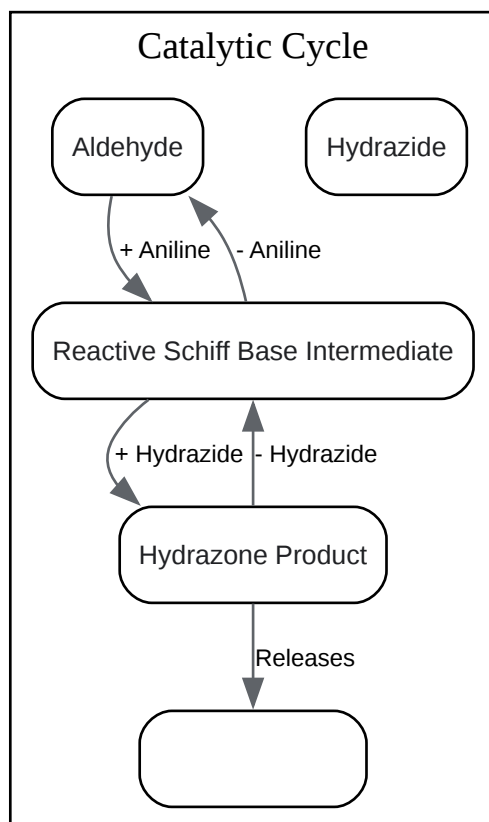 Catalytic Cycle
Aldehyde
Hydrazide
+ Aniline
- Aniline
Reactive Schiff Base Intermediate
+ Hydrazide
- Hydrazide
Hydrazone Product
Releases